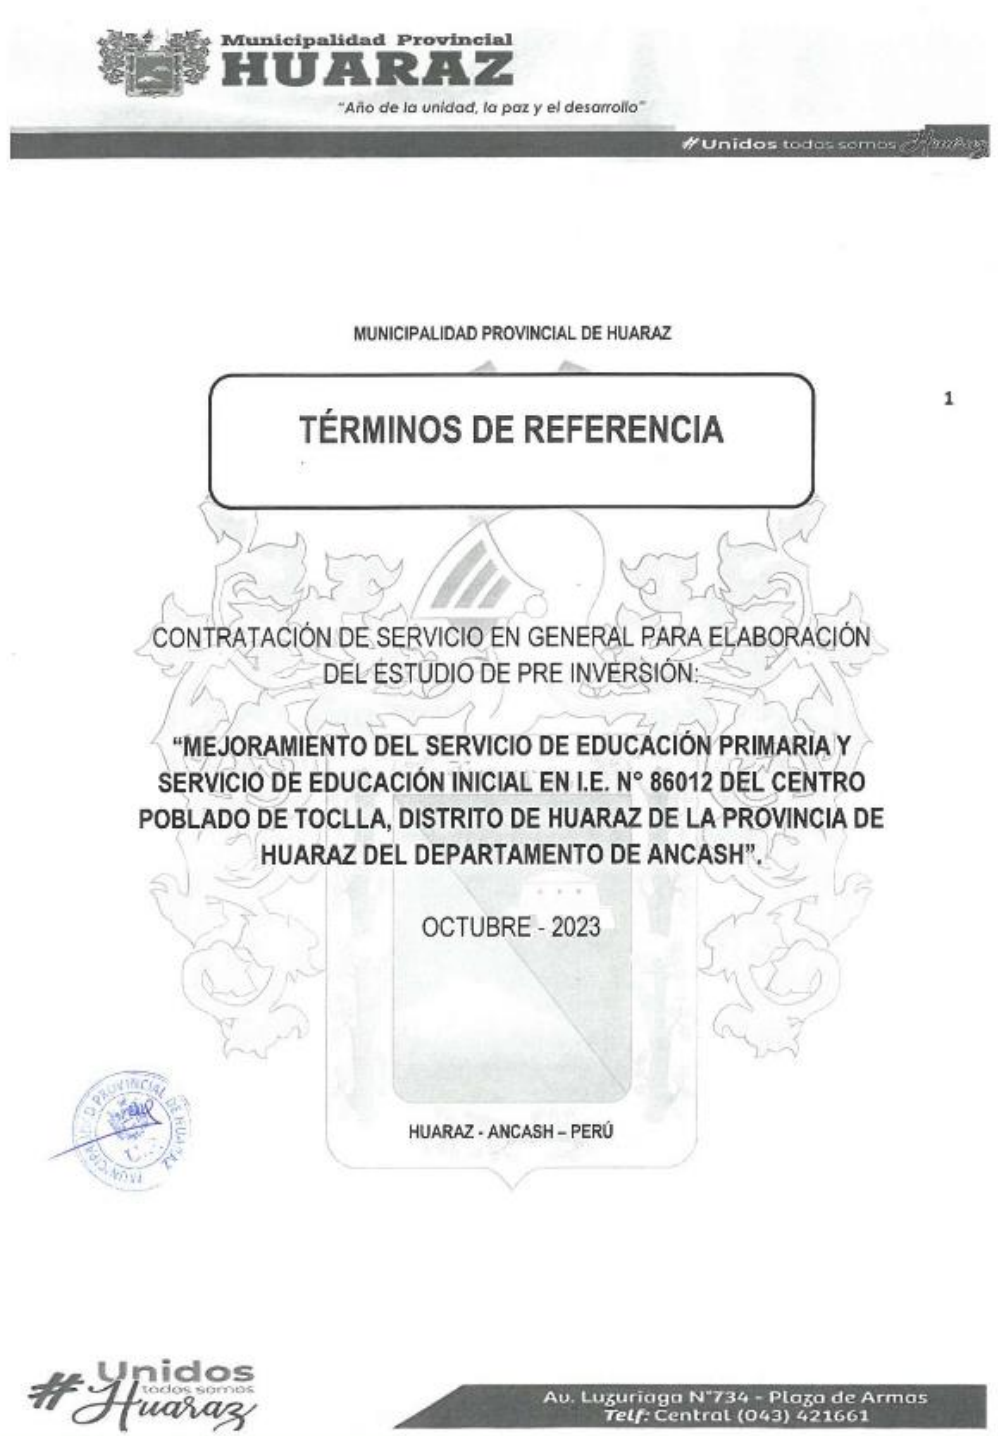 Municipalidad Provincial
HUARAZ
"Año de la unidad, la paz y el desarrollo"
#Unidos todos somos Huaraz
MUNICIPALIDAD PROVINCIAL DE HUARAZ
1
TÉRMINOS DE REFERENCIA
CONTRATACIÓN DE SERVICIO EN GENERAL PARA ELABORACIÓN
DEL ESTUDIO DE PRE INVERSIÓN:
"MEJORAMIENTO DEL SERVICIO DE EDUCACIÓN PRIMARIA Y
SERVICIO DE EDUCACIÓN INICIAL EN I.E. N° 86012 DEL CENTRO
POBLADO DE TOCLLA, DISTRITO DE HUARAZ DE LA PROVINCIA DE
HUARAZ DEL DEPARTAMENTO DE ANCASH".
OCTUBRE - 2023
PROVINCIAL DE HUARAZ
HUARAZ - ANCASH – PERÚ
# Unidos
todos somos
Huaraz
Av. Luzuriaga N°734 - Plaza de Armas
Telf: Central (043) 421661